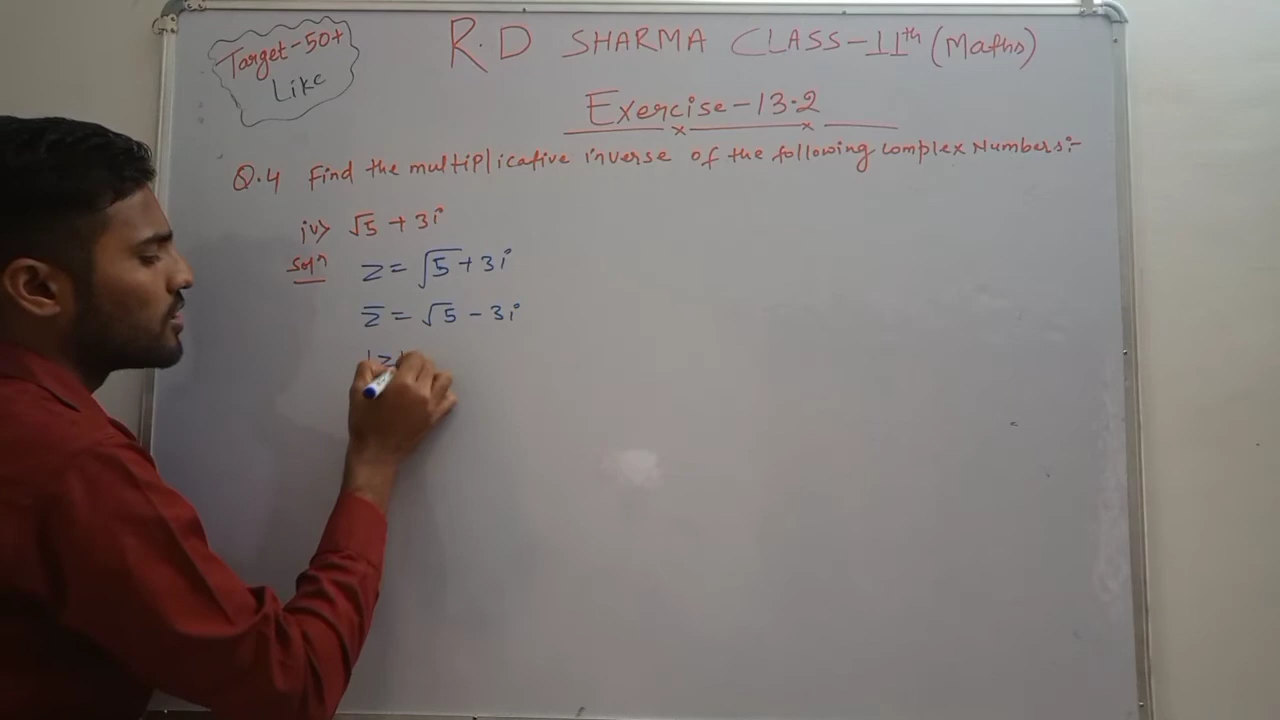 Target-50+
Like
R.D SHARMA CLASS-11th (Maths)
Exercise-13.2
Q.4 Find the multiplicative inverse of the following complex Numbers:-
iv> √5 + 3i
Solⁿ z = √5 + 3i
z̅ = √5 - 3i
|z|